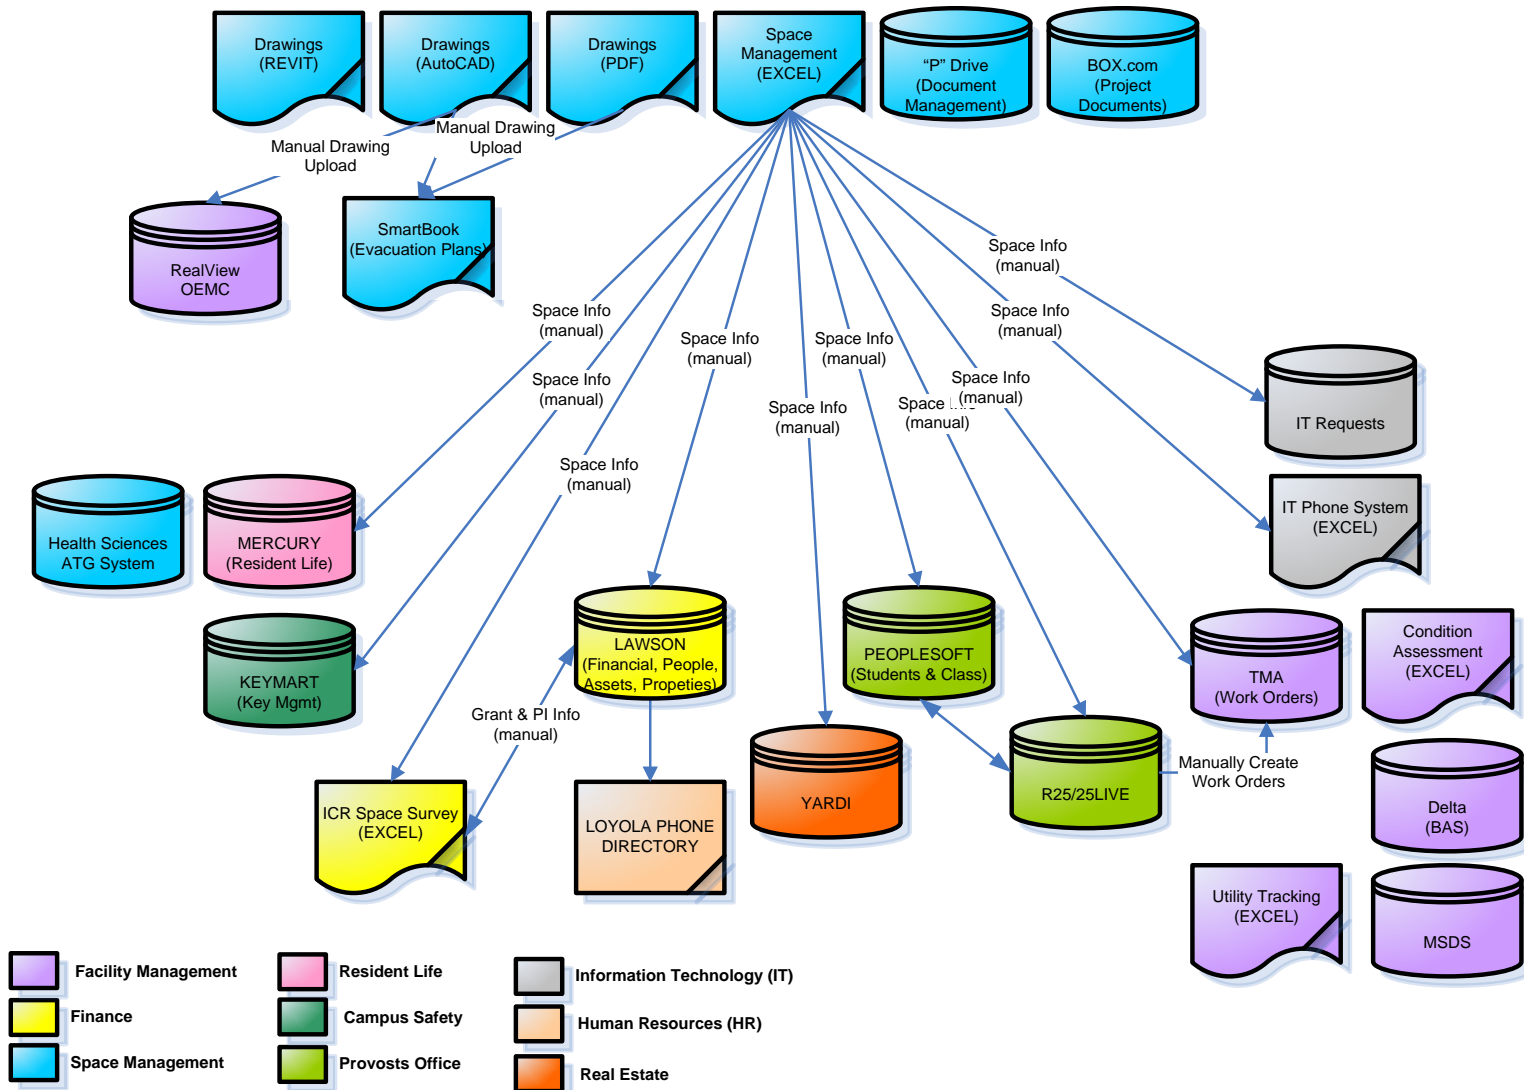 Drawings
(REVIT)
Drawings
(AutoCAD)
Drawings
(PDF)
Space
Management
(EXCEL)
“P” Drive
(Document
Management)
BOX.com
(Project
Documents)
Manual Drawing
Upload
Manual Drawing
Upload
RealView
OEMC
SmartBook
(Evacuation Plans)
Space Info
(manual)
Space Info
(manual)
Space Info
(manual)
Space Info
(manual)
Space Info
(manual)
Space Info
(manual)
Space Info
(manual)
Space Info
(manual)
Space Info
(manual)
Space Info
(manual)
IT Requests
IT Phone System
(EXCEL)
Health Sciences
ATG System
MERCURY
(Resident Life)
KEYMART
(Key Mgmt)
LAWSON
(Financial, People,
Assets, Propeties)
PEOPLESOFT
(Students & Class)
TMA
(Work Orders)
Condition
Assessment
(EXCEL)
Grant & PI Info
(manual)
Manually Create
Work Orders
ICR Space Survey
(EXCEL)
LOYOLA PHONE
DIRECTORY
YARDI
R25/25LIVE
Delta
(BAS)
Utility Tracking
(EXCEL)
MSDS
Facility Management
Finance
Space Management
Resident Life
Campus Safety
Provosts Office
Information Technology (IT)
Human Resources (HR)
Real Estate